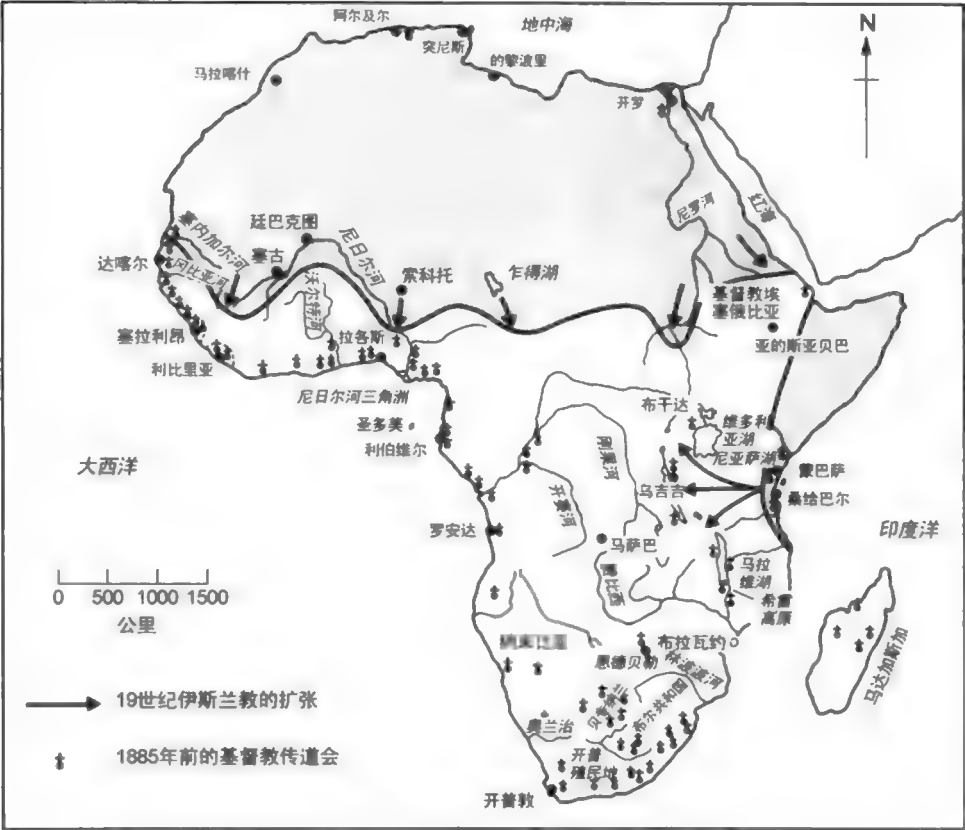 阿尔及尔
地中海
N
突尼斯
的黎波里
马拉喀什
开罗
尼罗河
红海
廷巴克图
塞内加尔河
尼日尔河
塞古
达喀尔
冈比亚河
索科托
乍得湖
沃尔特河
基督教埃
塞俄比亚
塞拉利昂
拉各斯
亚的斯亚贝巴
利比里亚
尼日尔河三角洲
布干达
圣多美
维多利
亚湖
利伯维尔
尼亚萨湖
大西洋
刚果河
蒙巴萨
乌吉吉
桑给巴尔
开赛河
印度洋
罗安达
马萨巴
马拉
维湖
0 500 1000 1500
希雷
高原
公里
布拉瓦约
恩德贝勒
林波波河
马达加斯加
19世纪伊斯兰教的扩张
布尔共和国
奥兰治
1885年前的基督教传道会
开普
殖民地
开普敦